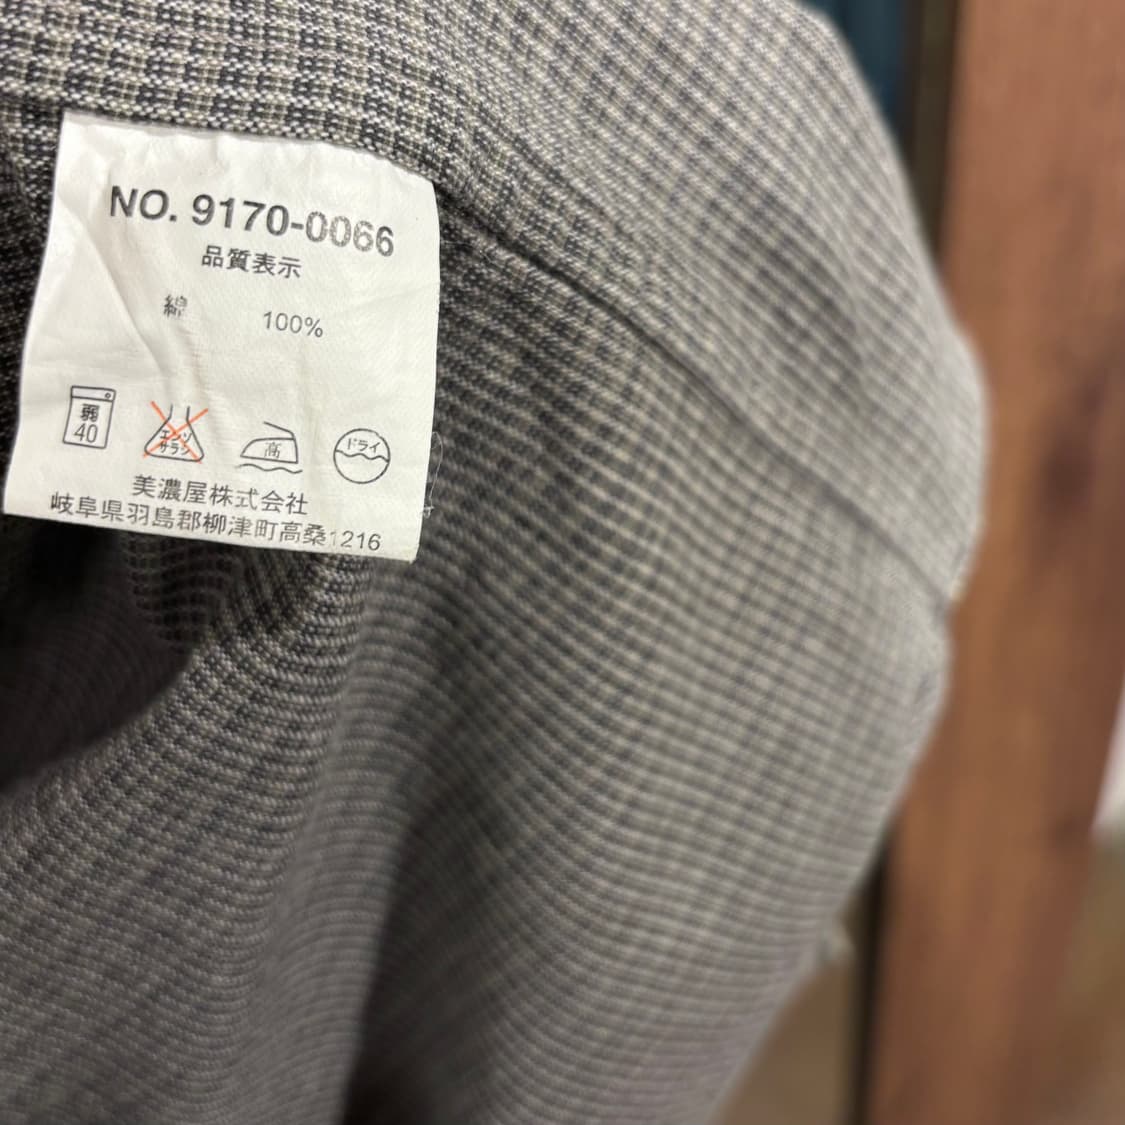 NO. 9170-0066
品質表示
綿 100%
弱 40 エンソ サラシ 高 ドライ
美濃屋株式会社
岐阜県羽島郡柳津町高桑1216